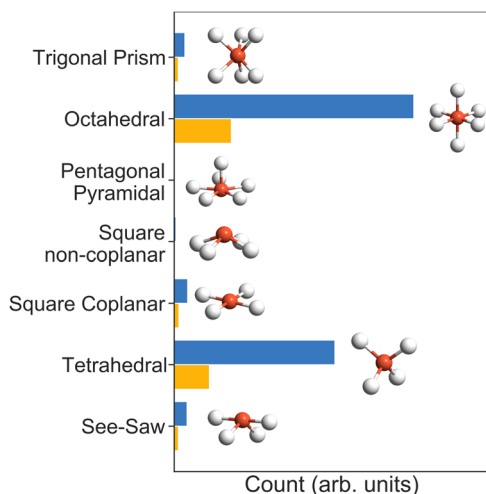 Trigonal Prism
Octahedral
Pentagonal
Pyramidal
Square
non-coplanar
Square Coplanar
Tetrahedral
See-Saw
Count (arb. units)